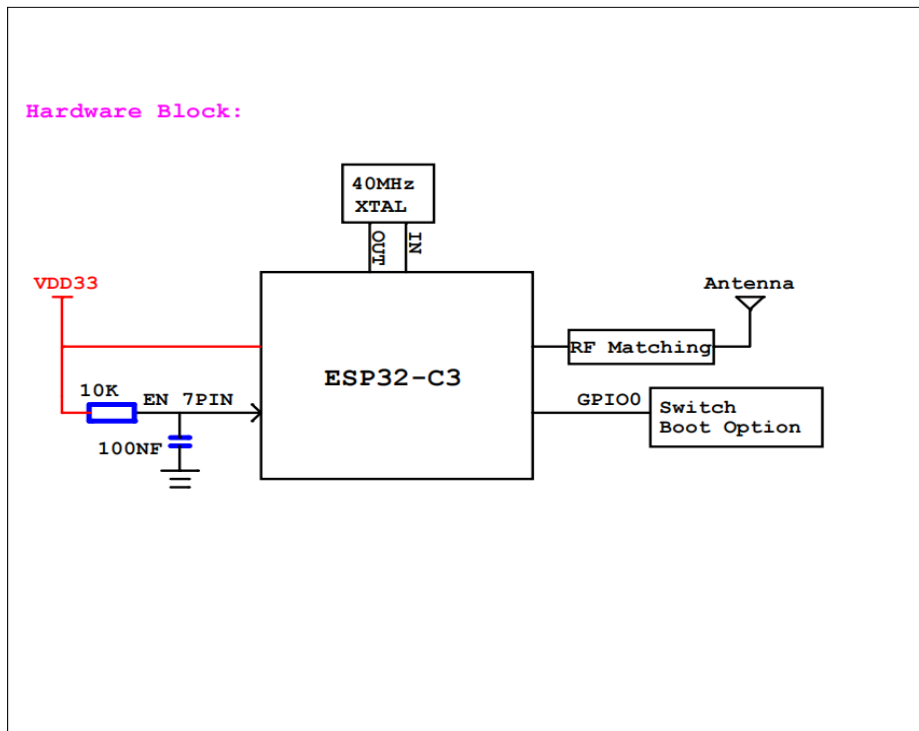 Hardware Block:
40MHz
XTAL
OUT
IN
VDD33
Antenna
RF Matching
ESP32-C3
10K
EN 7PIN
GPIO0
Switch
Boot Option
100NF